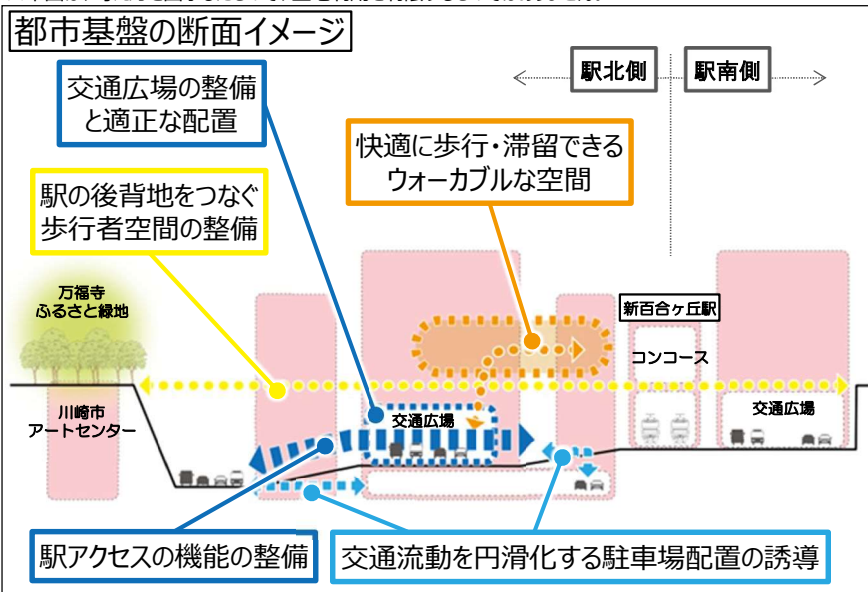 都市基盤の断面イメージ
駅北側
駅南側
交通広場の整備
と適正な配置
快適に歩行・滞留できる
ウォーカブルな空間
駅の後背地をつなぐ
歩行者空間の整備
万福寺
ふるさと緑地
新百合ヶ丘駅
コンコース
川崎市
アートセンター
交通広場
交通広場
駅アクセスの機能の整備
交通流動を円滑化する駐車場配置の誘導